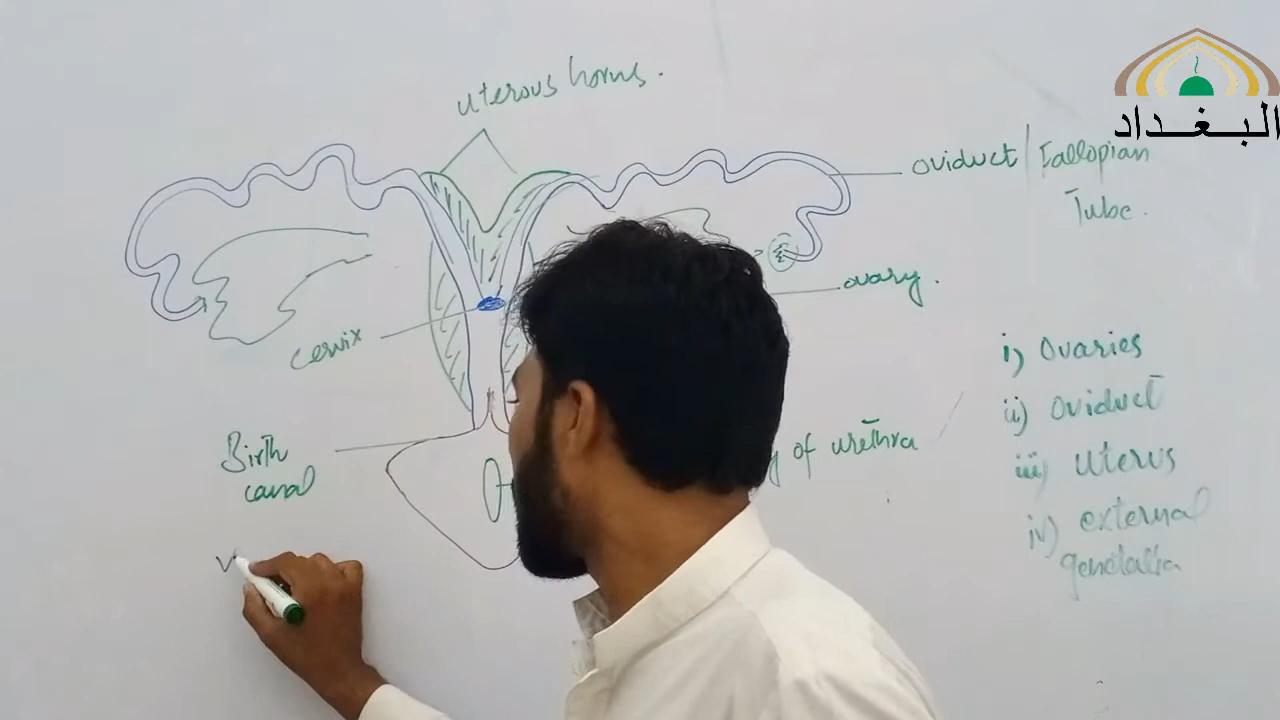 uterous horns.
البغداد
oviduct / Fallopian
Tube.
ovary.
cervix
i) Ovaries
ii) Oviduct
iii) Uterus
iv) external
genetalia
Birth
canal
of urethra